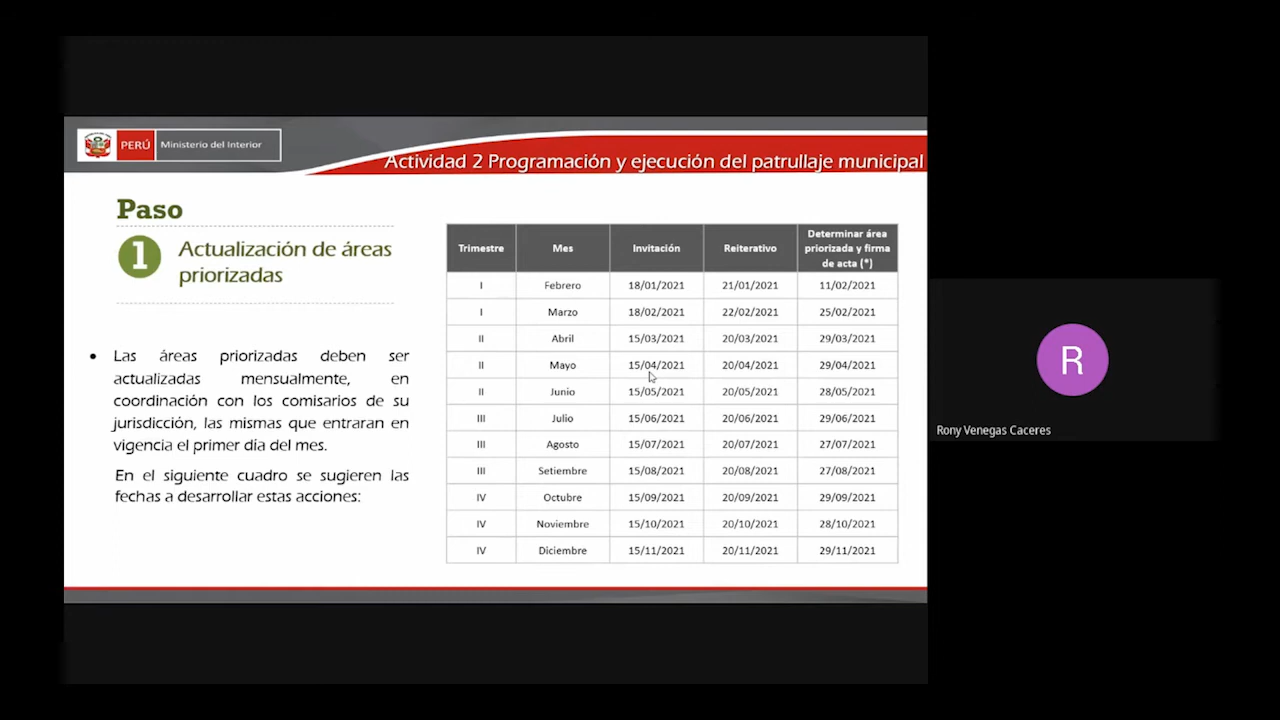 PERÚ Ministerio del Interior
Actividad 2 Programación y ejecución del patrullaje municipal
Paso
1 Actualización de áreas
priorizadas
• Las áreas priorizadas deben ser
actualizadas mensualmente, en
coordinación con los comisarios de su
jurisdicción, las mismas que entraran en
vigencia el primer día del mes.
En el siguiente cuadro se sugieren las
fechas a desarrollar estas acciones:
Trimestre Mes Invitación Reiterativo Determinar área priorizada y firma de acta (*)
I Febrero 18/01/2021 21/01/2021 11/02/2021
I Marzo 18/02/2021 22/02/2021 25/02/2021
II Abril 15/03/2021 20/03/2021 29/03/2021
II Mayo 15/04/2021 20/04/2021 29/04/2021
II Junio 15/05/2021 20/05/2021 28/05/2021
III Julio 15/06/2021 20/06/2021 29/06/2021
III Agosto 15/07/2021 20/07/2021 27/07/2021
III Setiembre 15/08/2021 20/08/2021 27/08/2021
IV Octubre 15/09/2021 20/09/2021 29/09/2021
IV Noviembre 15/10/2021 20/10/2021 28/10/2021
IV Diciembre 15/11/2021 20/11/2021 29/11/2021
R
Rony Venegas Caceres